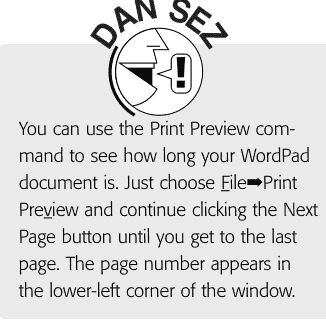 DAN SEZ
!
You can use the Print Preview com-
mand to see how long your WordPad
document is. Just choose File➡Print
Preview and continue clicking the Next
Page button until you get to the last
page. The page number appears in
the lower-left corner of the window.